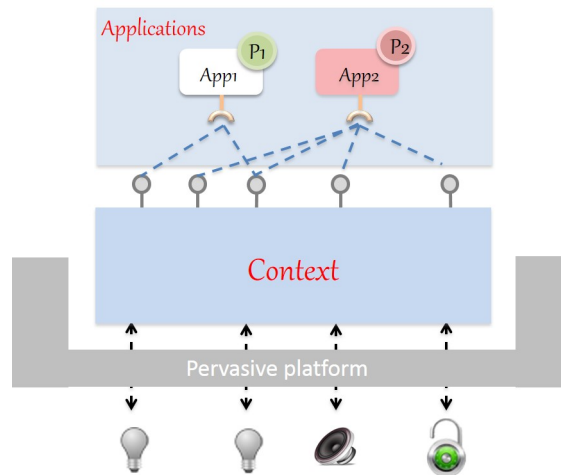 Applications
P1
P2
App1
App2
Context
Pervasive platform